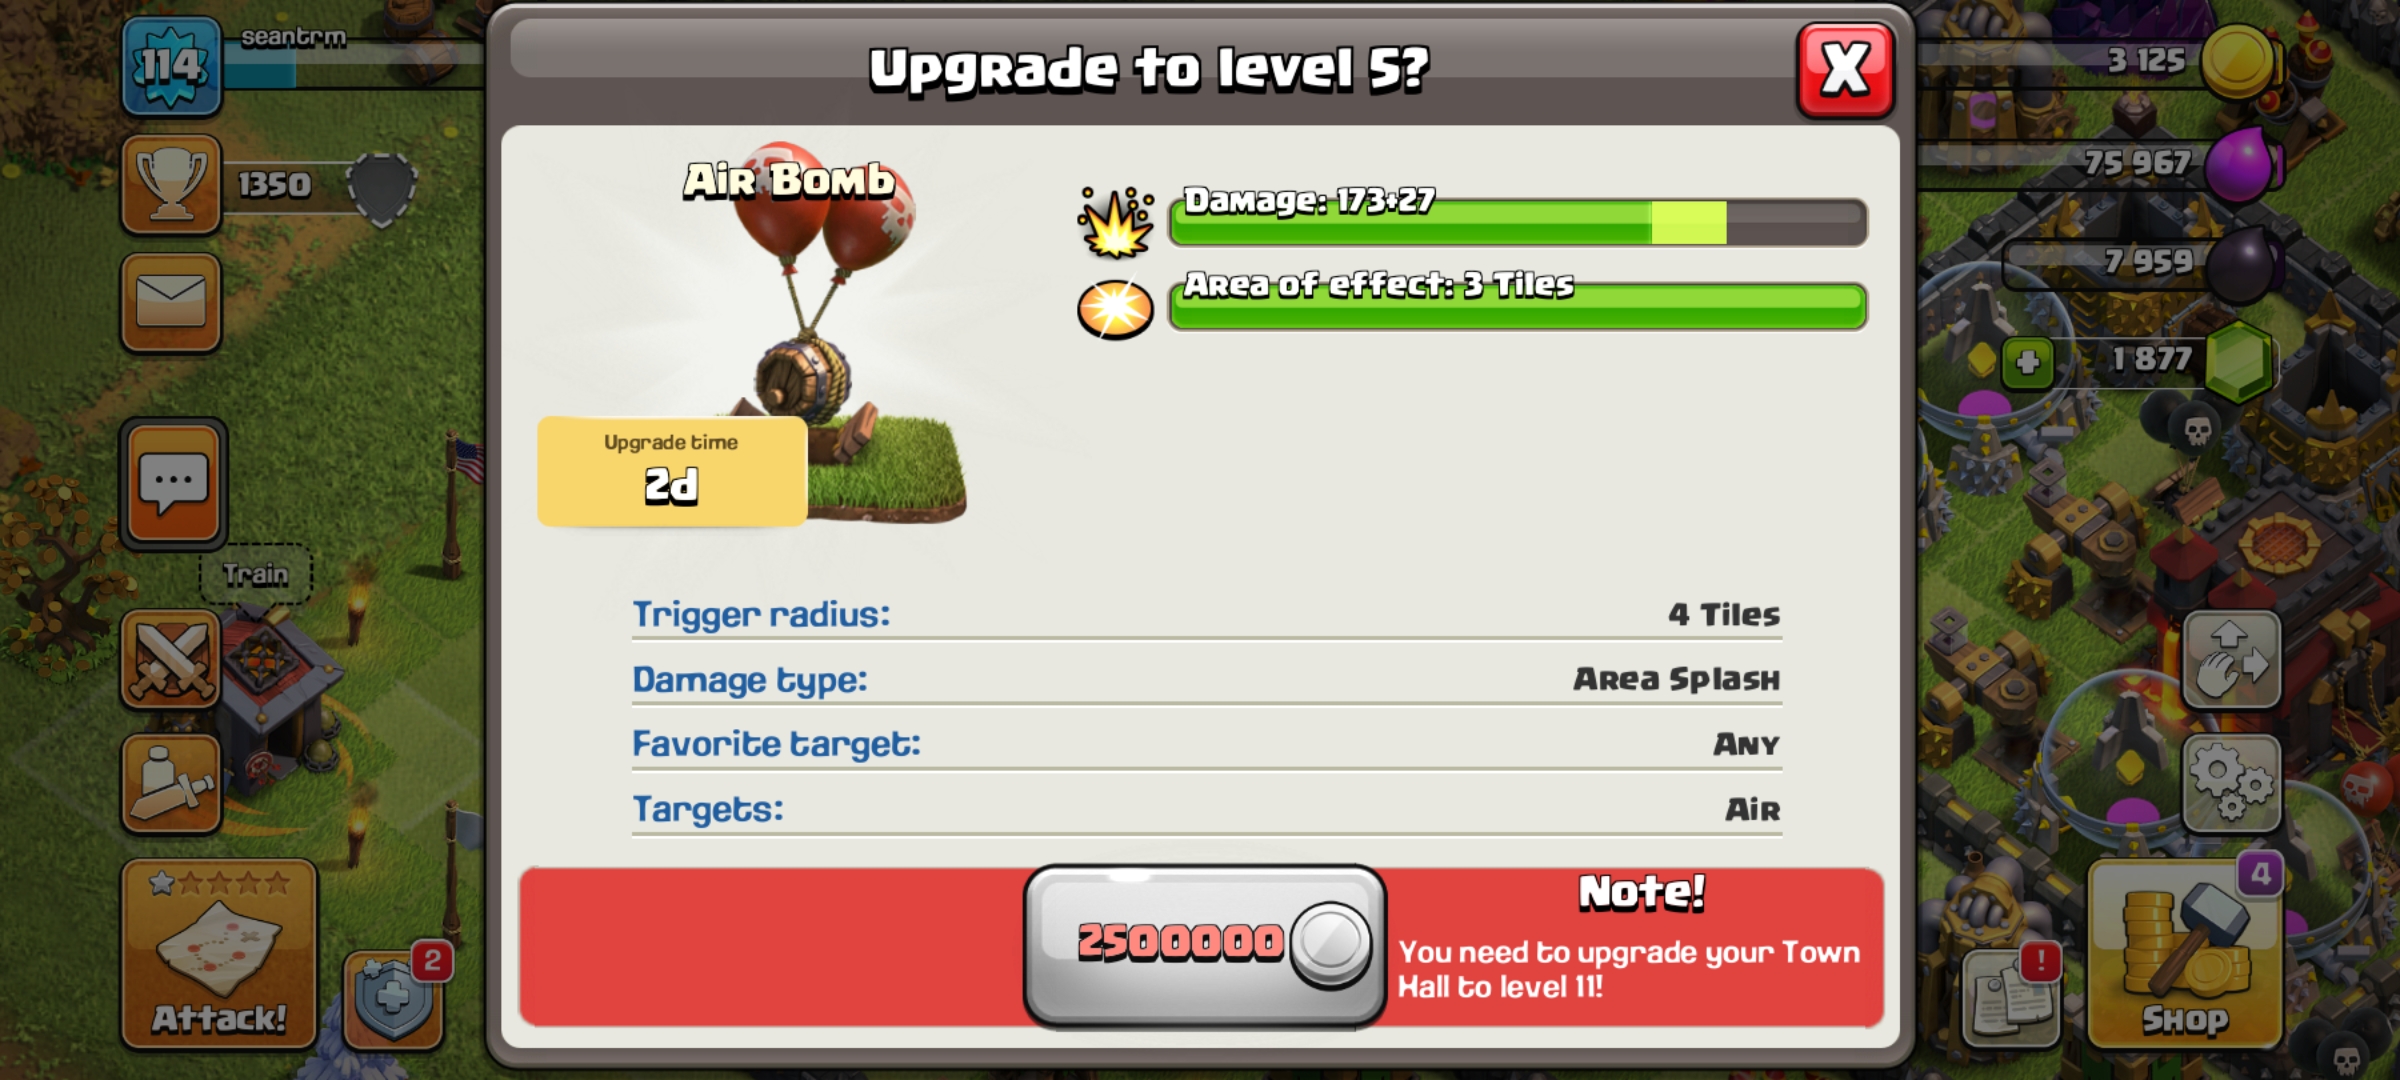 114
seantrm
1350
Train
Attack!
2
Upgrade to level 5?
X
Air Bomb
Upgrade time
2d
Damage: 173+27
Area of effect: 3 Tiles
Trigger radius: 4 Tiles
Damage type: Area Splash
Favorite target: Any
Targets: Air
2500000
Note!
You need to upgrade your Town
Hall to level 11!
3 125
75 967
7 959
1 877
4
!
Shop